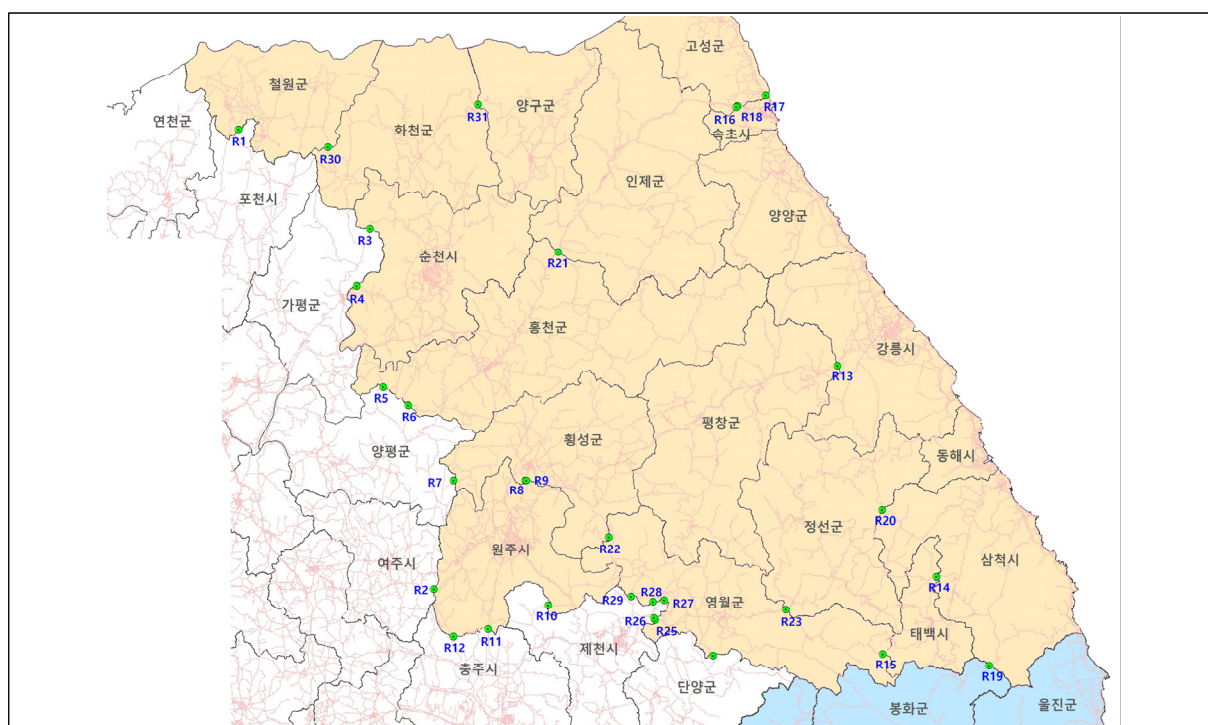 고성군
철원군
양구군
연천군
R31
R17
R16
R18
화천군
속초시
R1
R30
인제군
포천시
양양군
R3
순천시
R21
R4
가평군
홍천군
강릉시
R13
R5
R6
평창군
횡성군
양평군
동해시
R7
R8
R9
R20
정선군
원주시
R22
삼척시
여주시
R14
R2
R28
R29
R27
영월군
R10
R26
R23
R25
R11
태백시
R12
제천시
R15
충주시
R19
단양군
봉화군
울진군